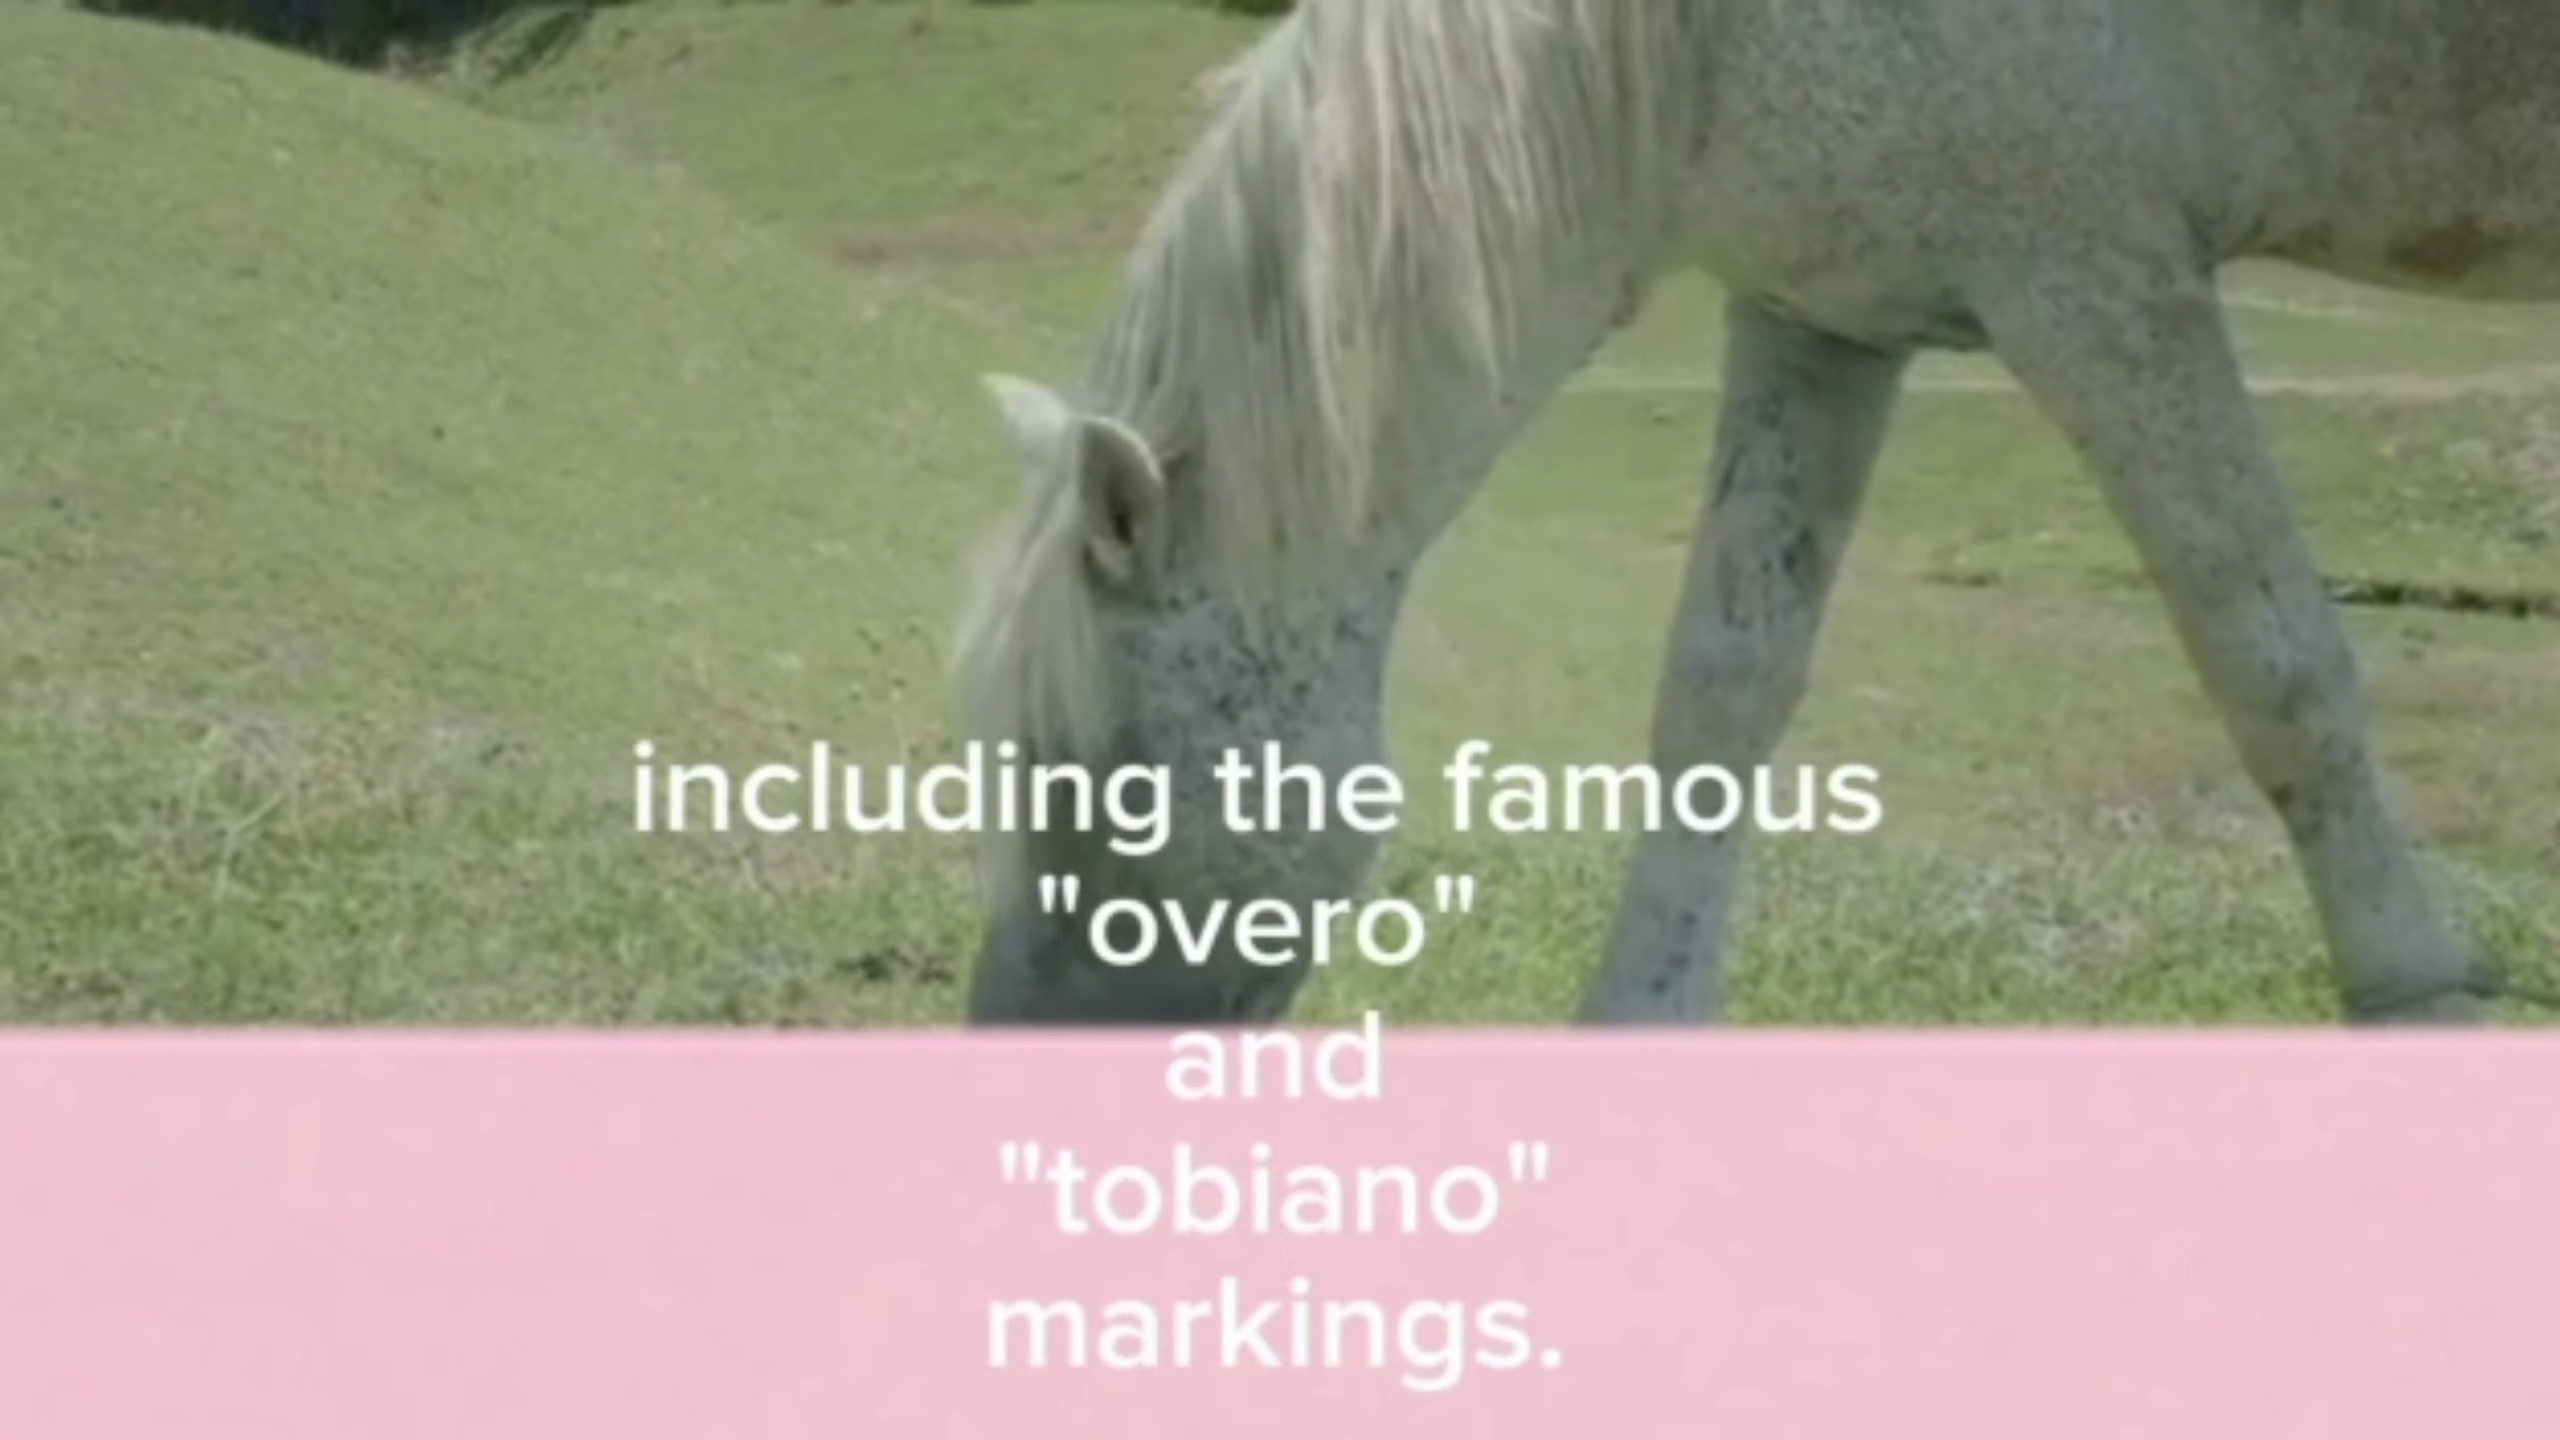 including the famous
"overo"
and
"tobiano"
markings.